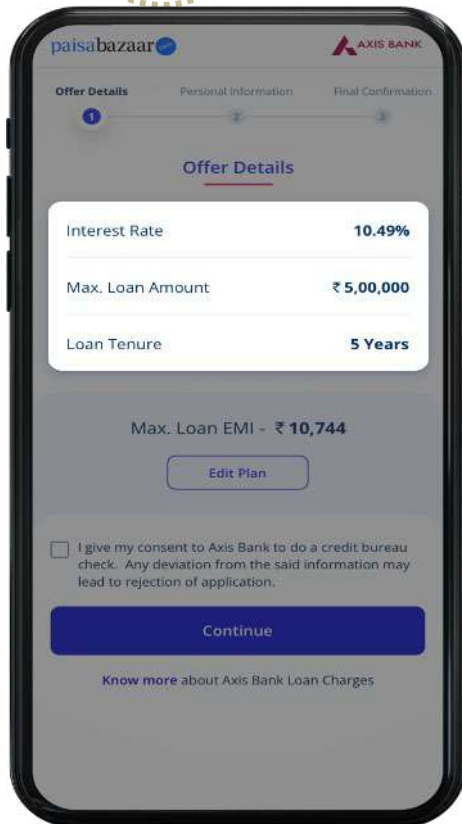 paisabazaar
AXIS BANK
Offer Details Personal Information Final Confirmation
1 2 3
Offer Details
Interest Rate 10.49%
Max. Loan Amount ₹ 5,00,000
Loan Tenure 5 Years
Max. Loan EMI - ₹ 10,744
Edit Plan
I give my consent to Axis Bank to do a credit bureau
check. Any deviation from the said information may
lead to rejection of application.
Continue
Know more about Axis Bank Loan Charges